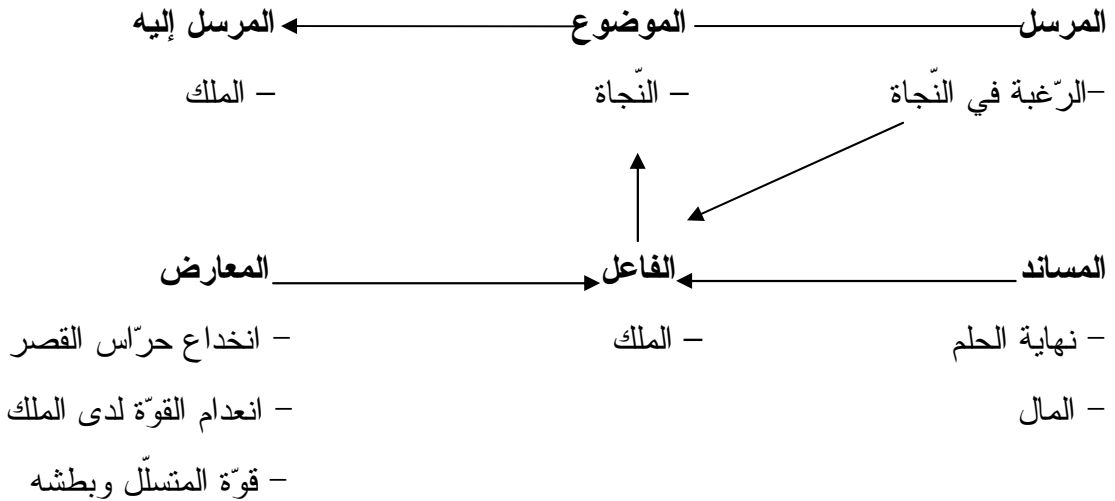 المرسل الموضوع المرسل إليه
–الرّغبة في النّجاة – النّجاة – الملك
المساند الفاعل المعارض
– نهاية الحلم – الملك – انخداع حرّاس القصر
– المال – انعدام القوّة لدى الملك
– قوّة المتسلّل وبطشه